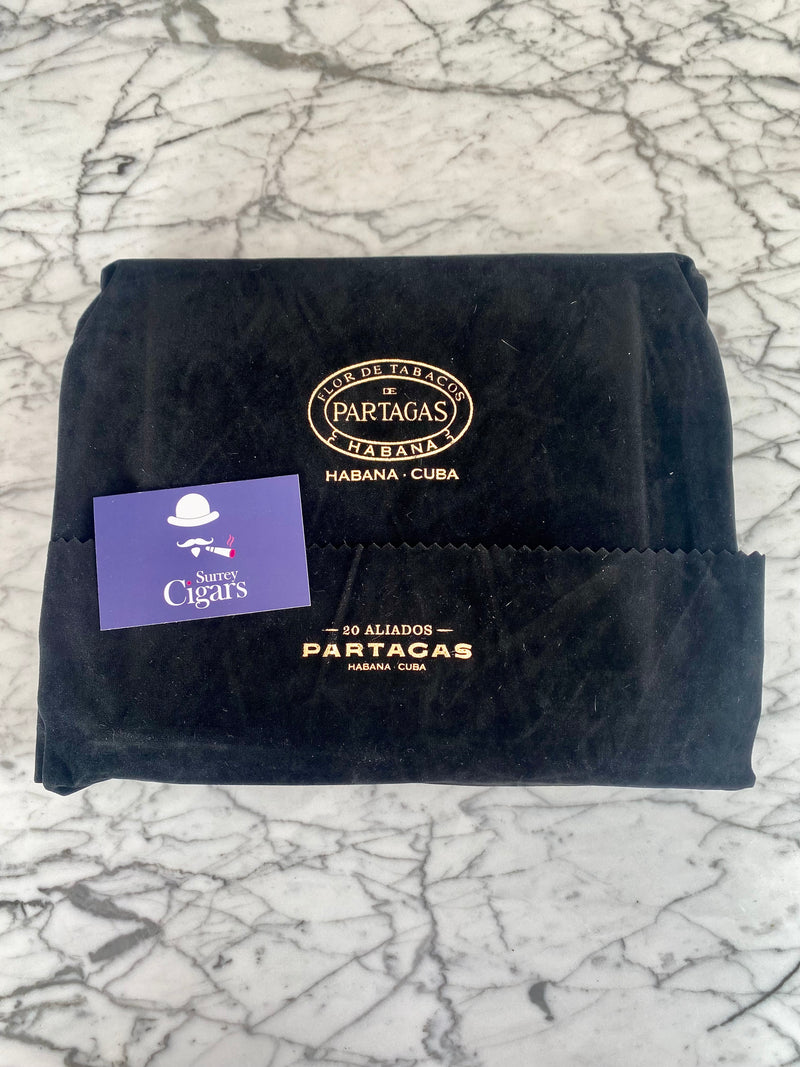 FLOR DE TABACOS
DE
PARTAGAS
HABANA
HABANA · CUBA
Surrey
Cigars
— 20 ALIADOS —
PARTAGAS
HABANA · CUBA